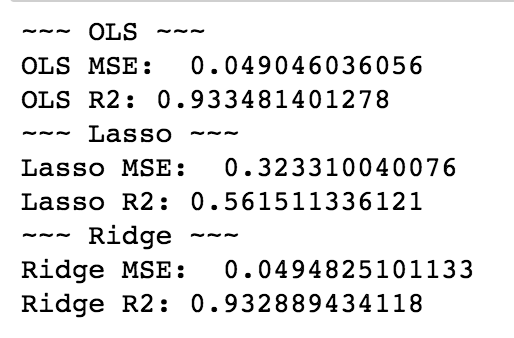 ~~~ OLS ~~~
OLS MSE:  0.049046036056
OLS R2: 0.933481401278
~~~ Lasso ~~~
Lasso MSE:  0.323310040076
Lasso R2: 0.561511336121
~~~ Ridge ~~~
Ridge MSE:  0.0494825101133
Ridge R2: 0.932889434118